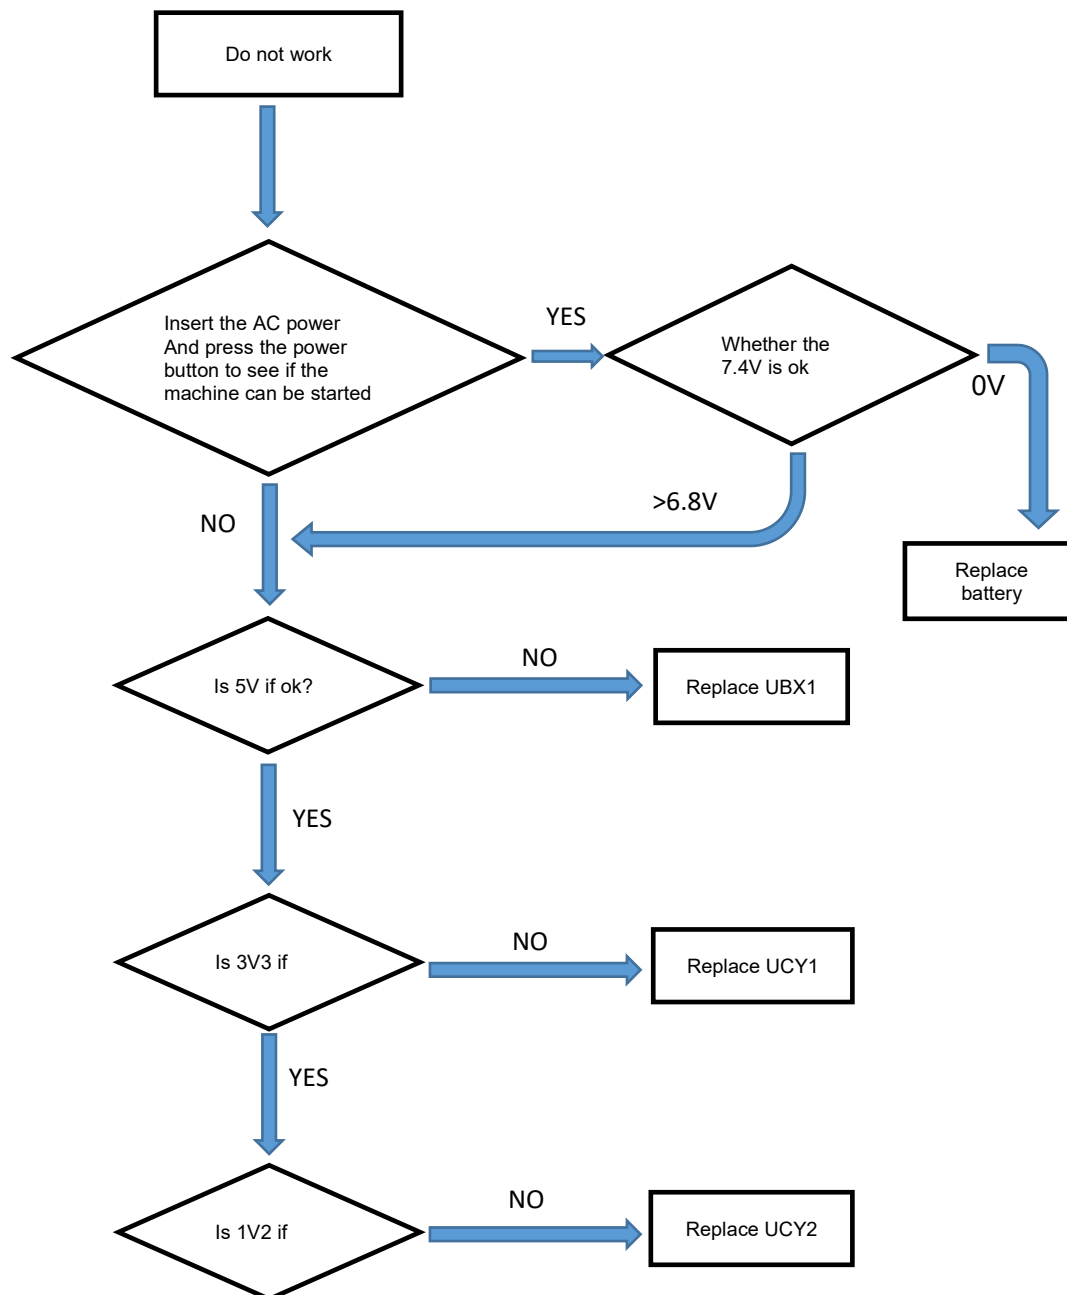 Do not work
Insert the AC power
And press the power
button to see if the
machine can be started
YES
Whether the
7.4V is ok
0V
>6.8V
NO
Replace
battery
Is 5V if ok?
NO
Replace UBX1
YES
Is 3V3 if
NO
Replace UCY1
YES
Is 1V2 if
NO
Replace UCY2